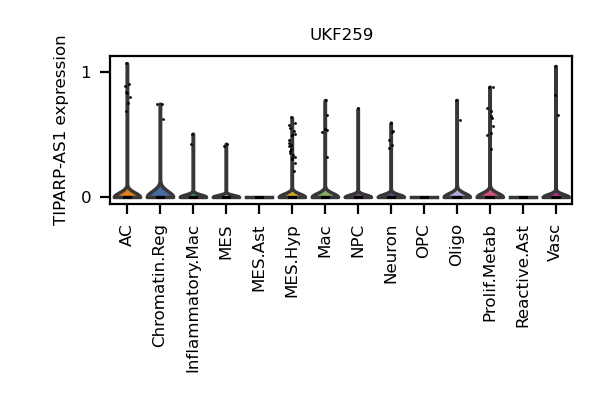 UKF259
TIPARP-AS1 expression
1
0
AC
Chromatin.Reg
Inflammatory.Mac
MES
MES.Ast
MES.Hyp
Mac
NPC
Neuron
OPC
Oligo
Prolif.Metab
Reactive.Ast
Vasc